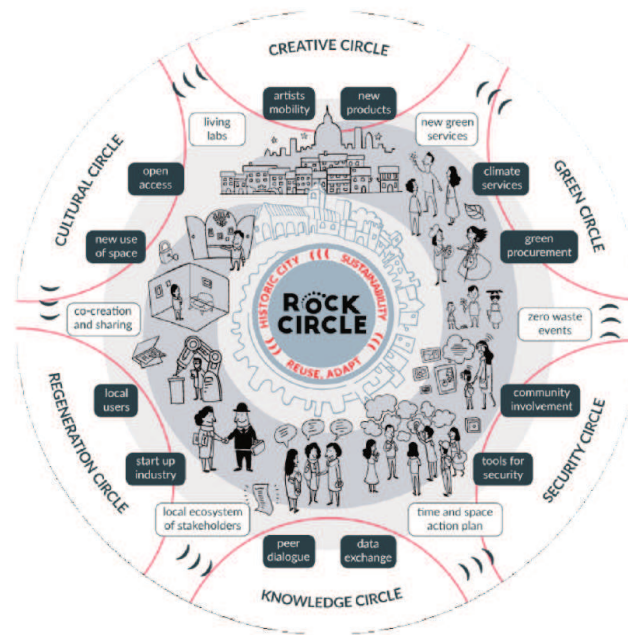 CREATIVE CIRCLE
artists
mobility
new
products
living
labs
new green
services
open
access
climate
services
CULTURAL CIRCLE
GREEN CIRCLE
new use
of space
green
procurement
HISTORIC CITY
SUSTAINABILITY
ROCK
CIRCLE
REUSE, ADAPT
co-creation
and sharing
zero waste
events
local
users
community
involvement
REGENERATION CIRCLE
SECURITY CIRCLE
start up
industry
tools for
security
local ecosystem
of stakeholders
time and space
action plan
peer
dialogue
data
exchange
KNOWLEDGE CIRCLE